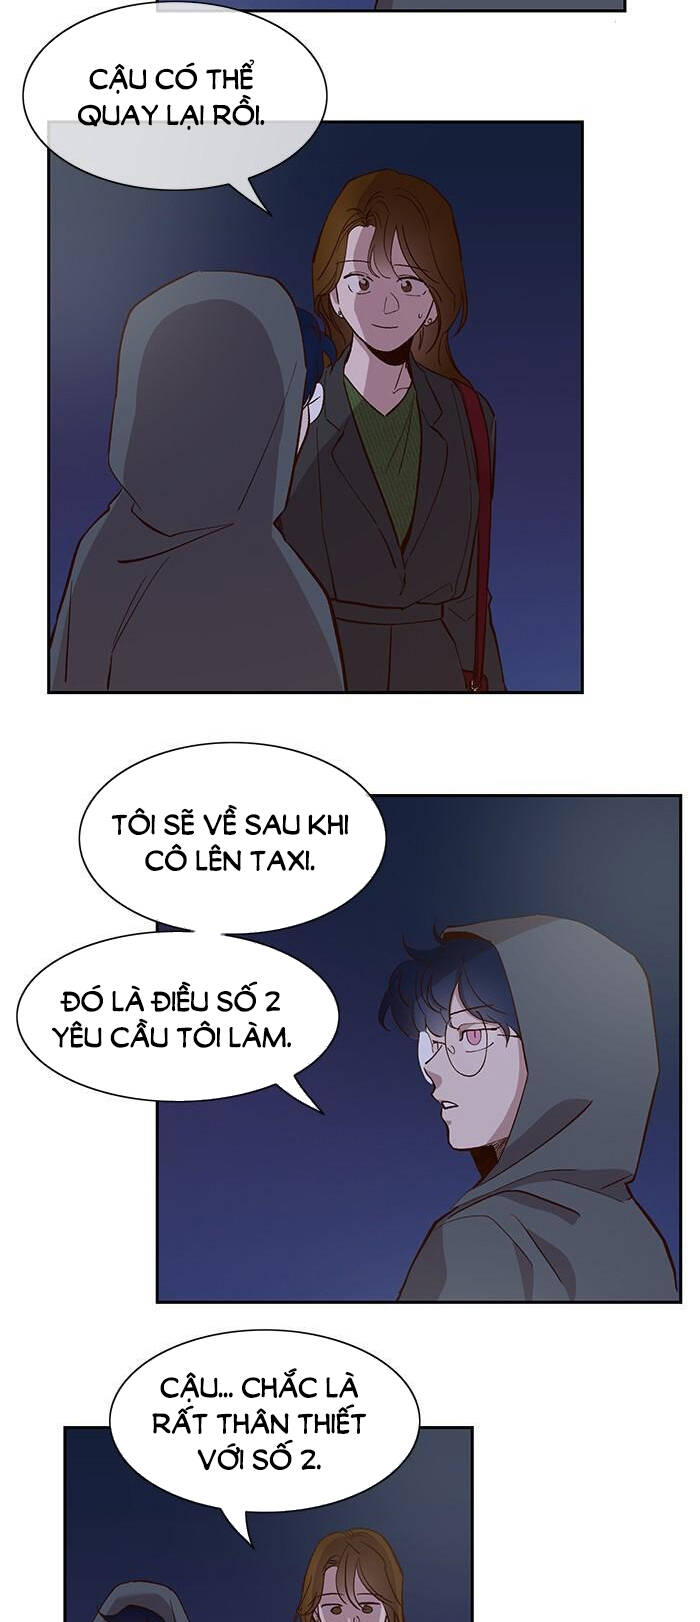 CẬU CÓ THỂ
QUAY LẠI RỒI.
TÔI SẼ VỀ SAU KHI
CÔ LÊN TAXI.
ĐÓ LÀ ĐIỀU SỐ 2
YÊU CẦU TÔI LÀM.
CẬU... CHẮC LÀ
RẤT THÂN THIẾT
VỚI SỐ 2.